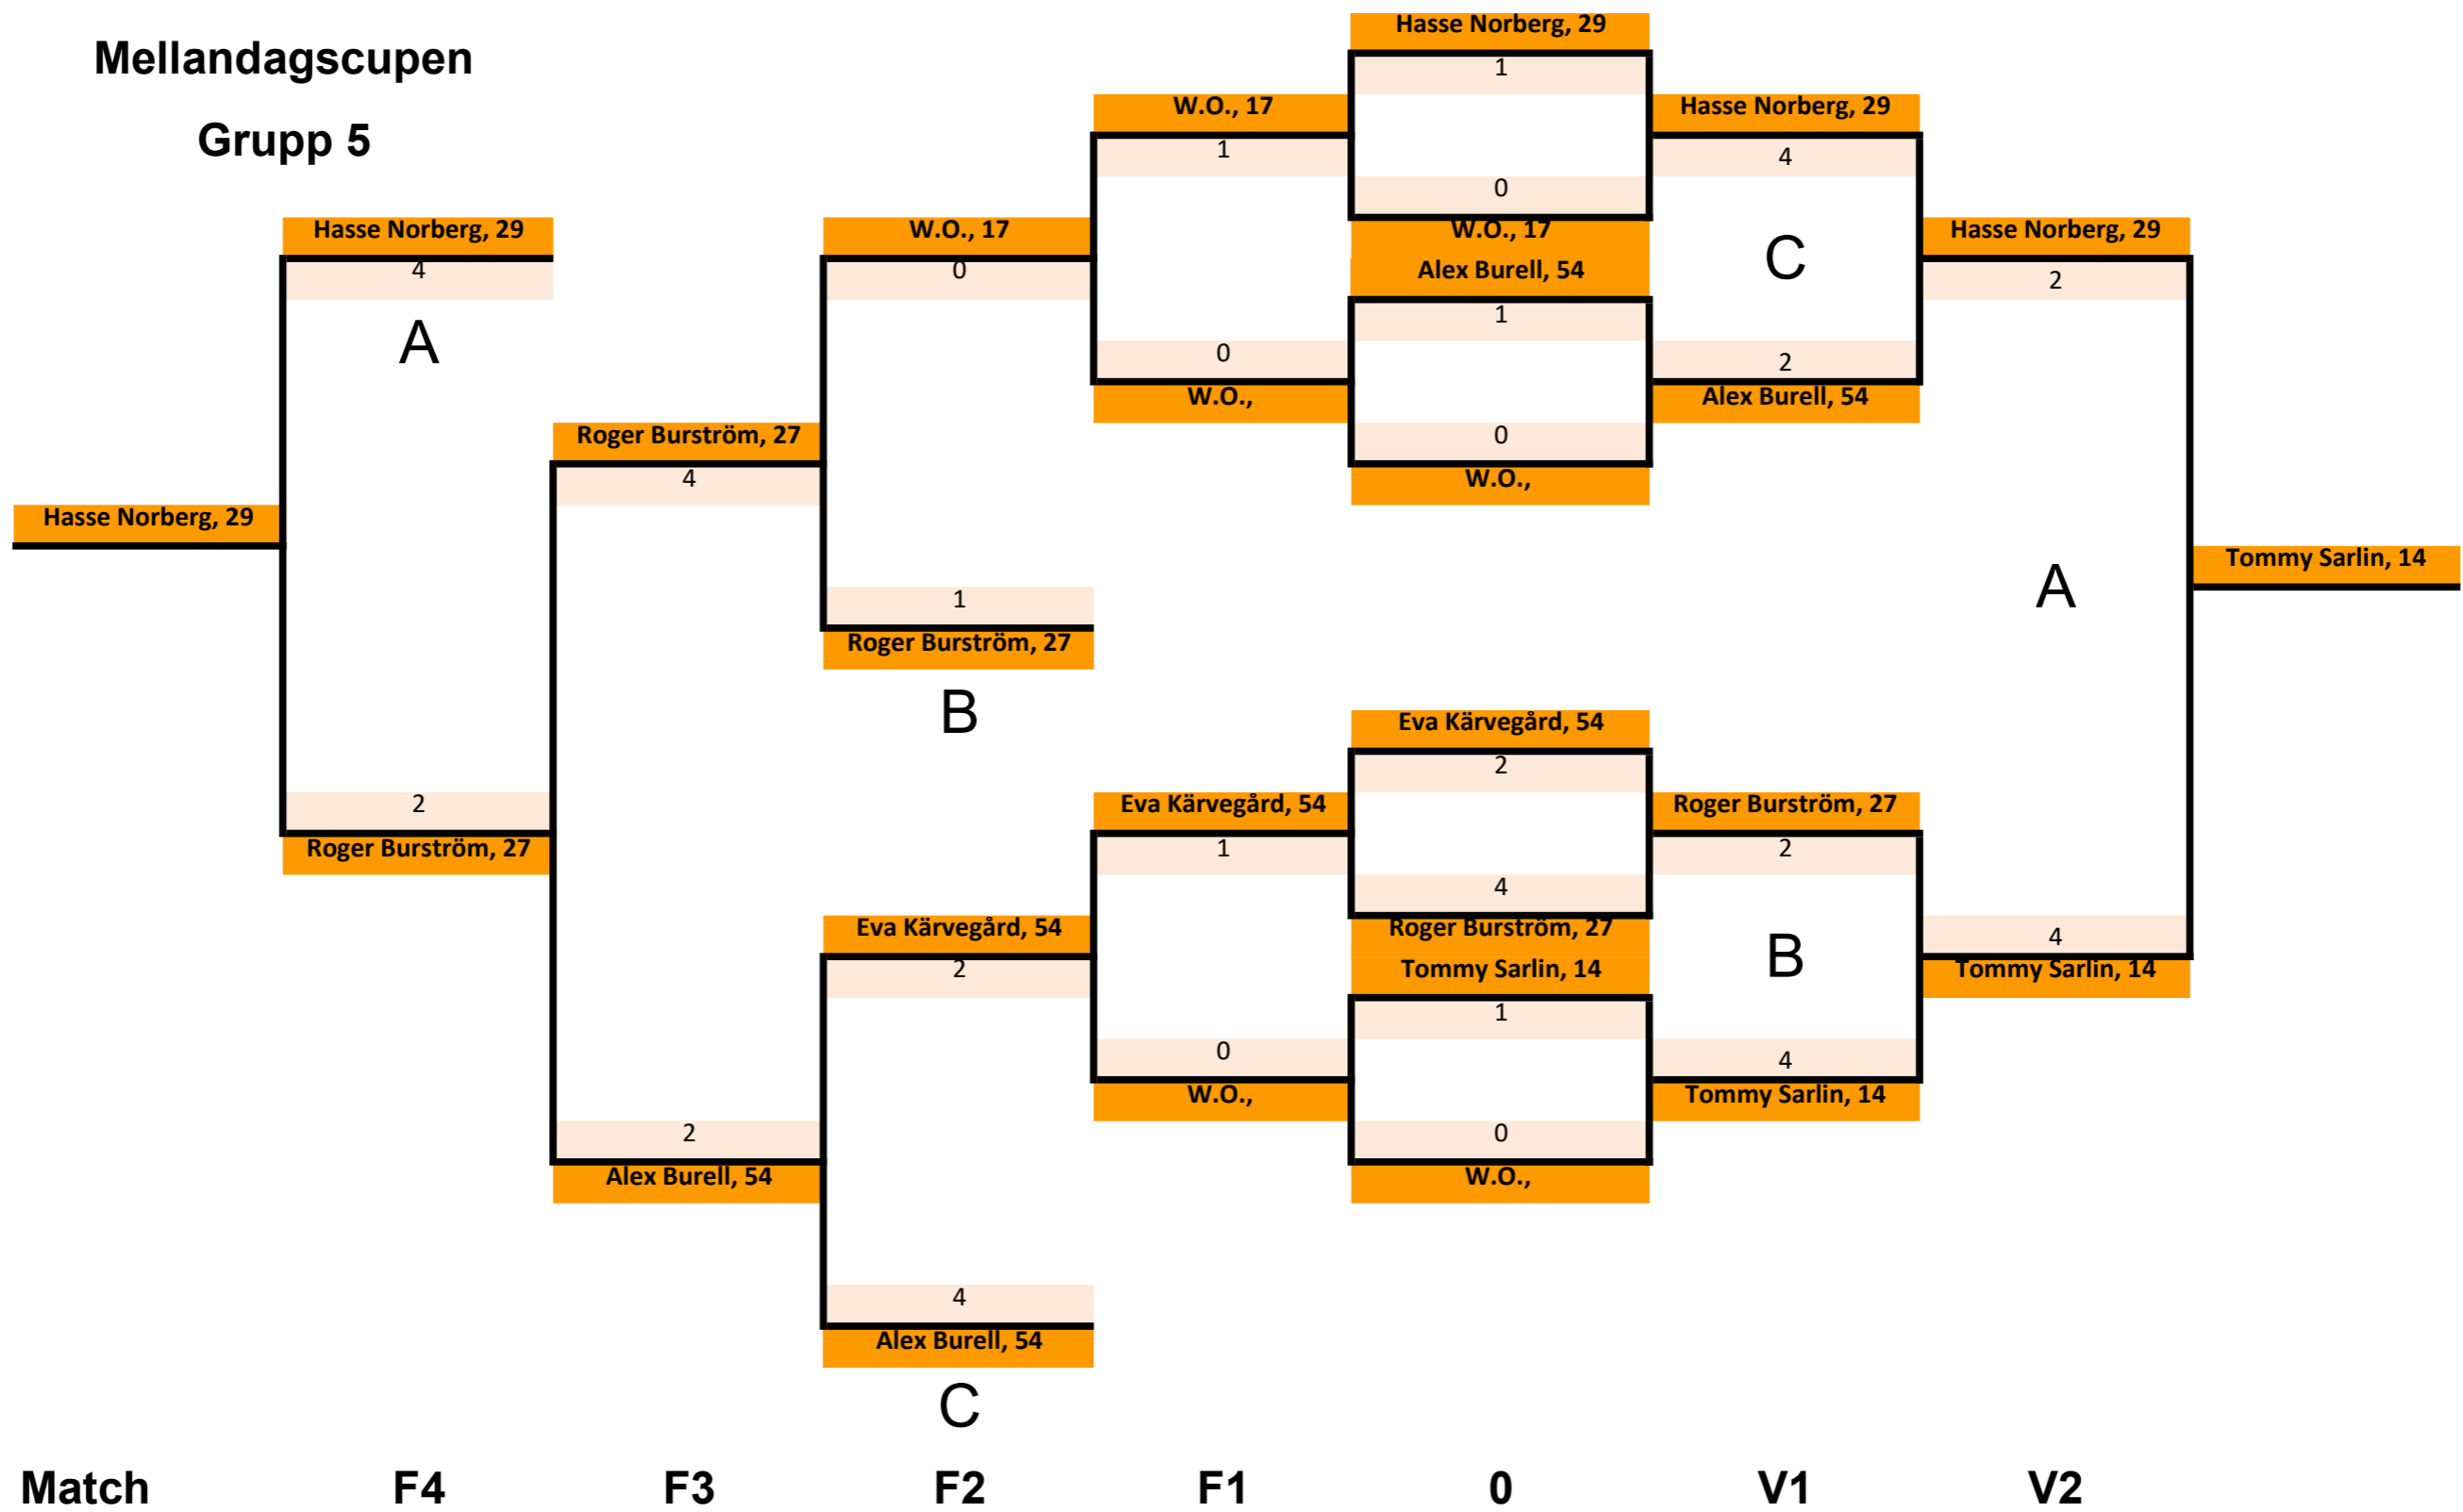 Mellandagscupen
Grupp 5
Hasse Norberg, 29
1
W.O., 17
Hasse Norberg, 29
1
4
0
Hasse Norberg, 29
W.O., 17
W.O., 17
Hasse Norberg, 29
C
4
0
Alex Burell, 54
2
1
A
0
2
W.O.,
Alex Burell, 54
Roger Burström, 27
0
4
W.O.,
Hasse Norberg, 29
Tommy Sarlin, 14
A
1
Roger Burström, 27
B
Eva Kärvegård, 54
2
2
Eva Kärvegård, 54
Roger Burström, 27
Roger Burström, 27
1
2
4
Eva Kärvegård, 54
Roger Burström, 27
4
B
2
Tommy Sarlin, 14
Tommy Sarlin, 14
1
0
4
W.O.,
Tommy Sarlin, 14
2
0
Alex Burell, 54
W.O.,
4
Alex Burell, 54
C
Match F4 F3 F2 F1 0 V1 V2